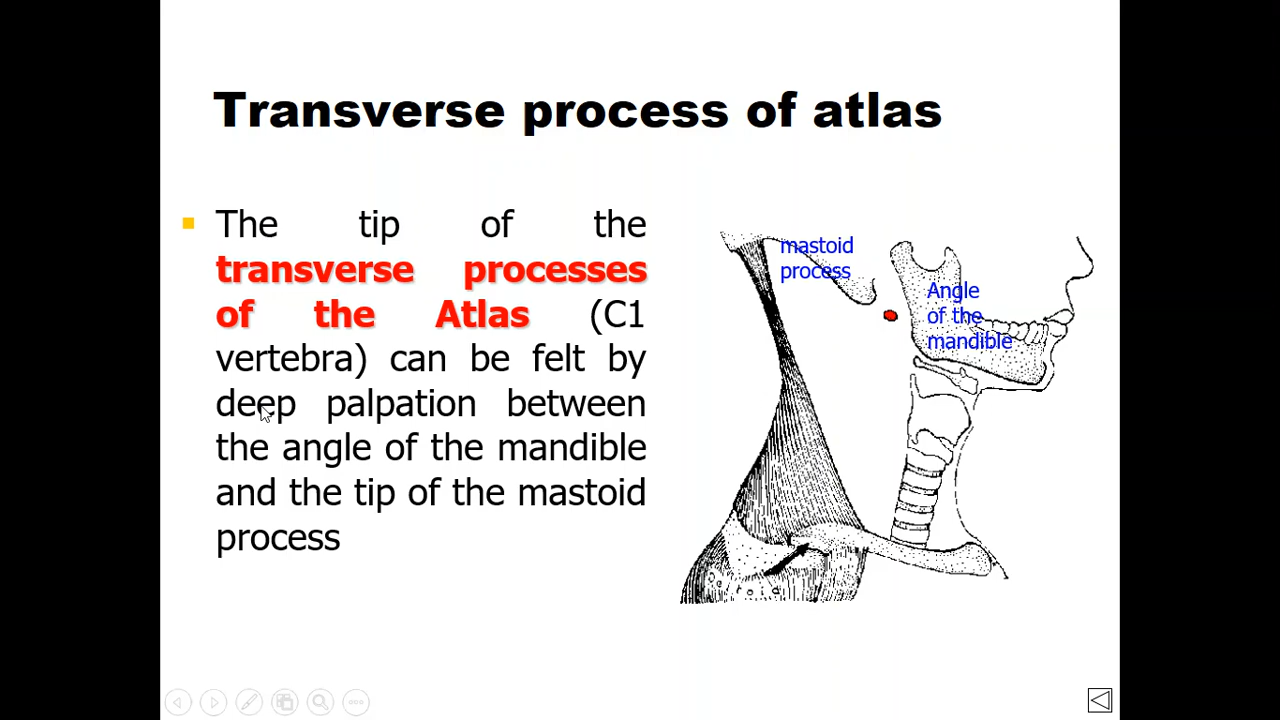 Transverse process of atlas
The tip of the
transverse processes
of the Atlas (C1
vertebra) can be felt by
deep palpation between
the angle of the mandible
and the tip of the mastoid
process
mastoid
process
Angle
of the
mandible